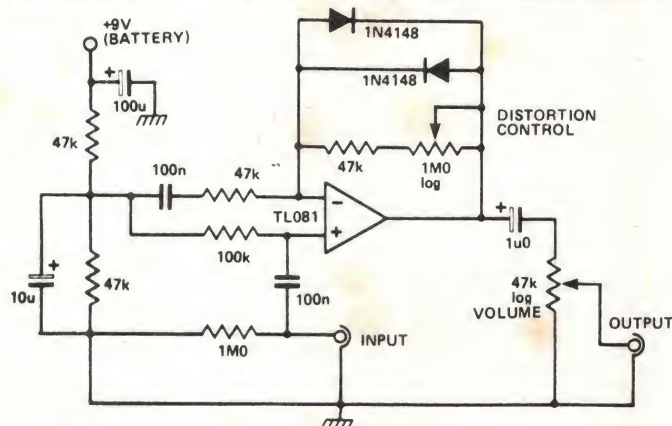 +9V
(BATTERY)
100u
47k
1N4148
1N4148
DISTORTION
CONTROL
47k
1M0
log
100n
47k
TL081
100k
+
1u0
10u
47k
100n
47k
log
VOLUME
OUTPUT
1M0
INPUT